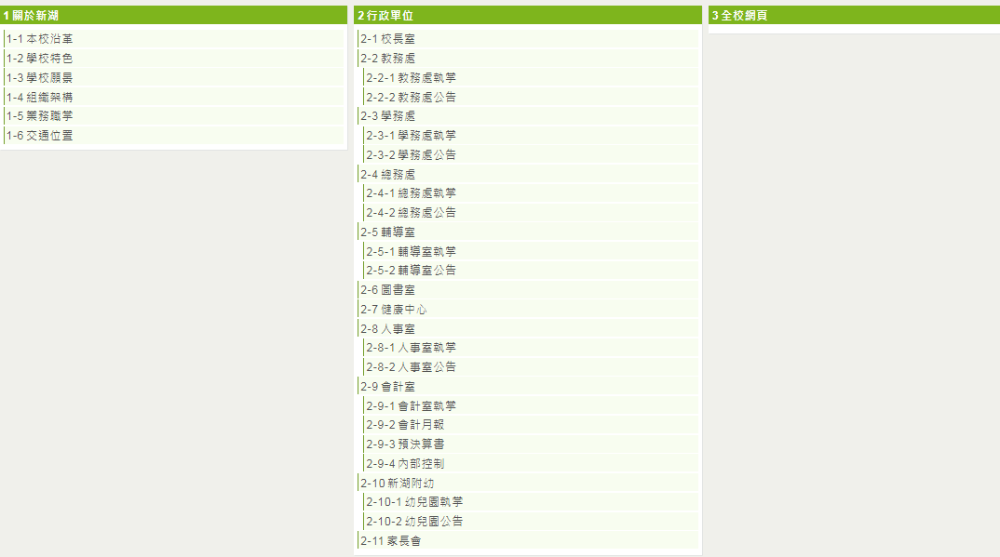 1 關於新湖
1-1 本校沿革
1-2 學校特色
1-3 學校願景
1-4 組織架構
1-5 業務職掌
1-6 交通位置
2 行政單位
2-1 校長室
2-2 教務處
2-2-1 教務處執掌
2-2-2 教務處公告
2-3 學務處
2-3-1 學務處執掌
2-3-2 學務處公告
2-4 總務處
2-4-1 總務處執掌
2-4-2 總務處公告
2-5 輔導室
2-5-1 輔導室執掌
2-5-2 輔導室公告
2-6 圖書室
2-7 健康中心
2-8 人事室
2-8-1 人事室執掌
2-8-2 人事室公告
2-9 會計室
2-9-1 會計室執掌
2-9-2 會計月報
2-9-3 預決算書
2-9-4 內部控制
2-10 新湖附幼
2-10-1 幼兒園執掌
2-10-2 幼兒園公告
2-11 家長會
3 全校網頁